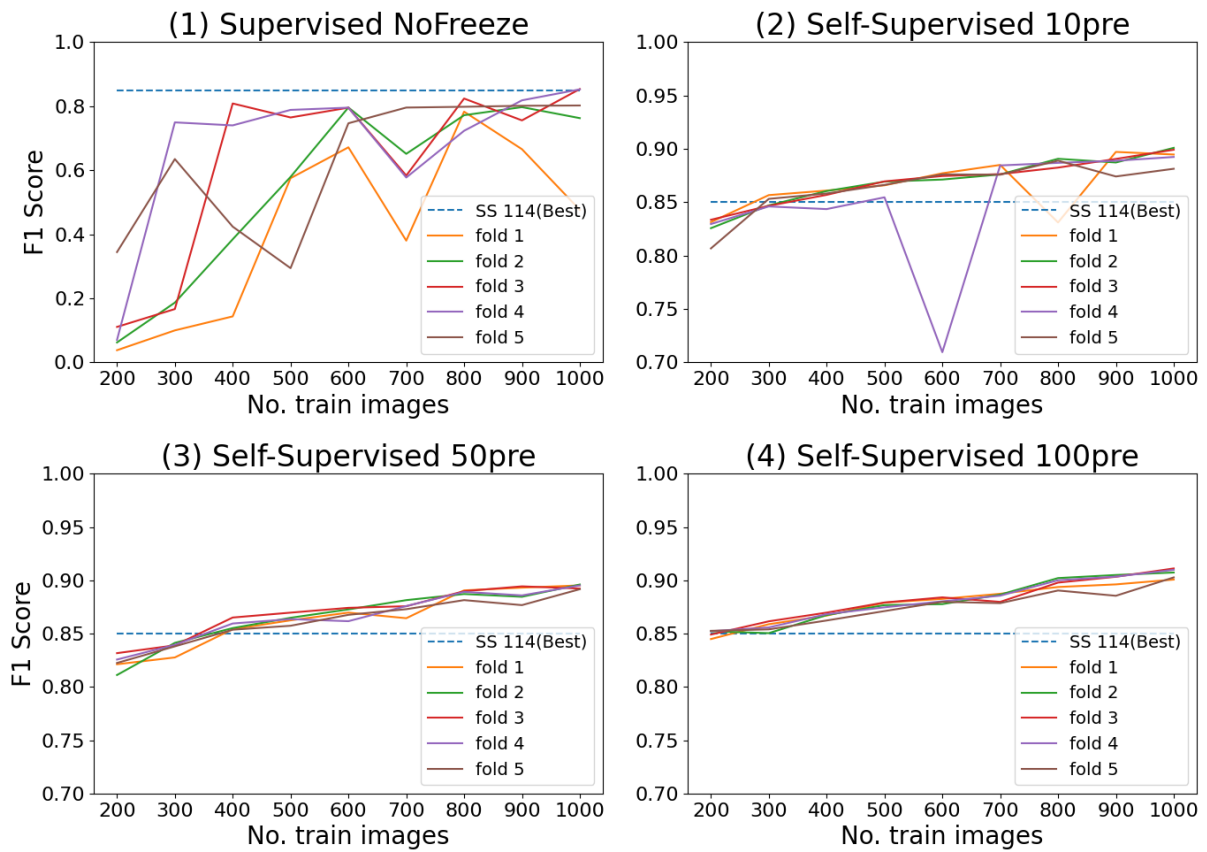 (1) Supervised NoFreeze
1.0
0.8
0.6
0.4
0.2
0.0
F1 Score
200 300 400 500 600 700 800 900 1000
No. train images
SS 114(Best)
fold 1
fold 2
fold 3
fold 4
fold 5
(2) Self-Supervised 10pre
1.00
0.95
0.90
0.85
0.80
0.75
0.70
200 300 400 500 600 700 800 900 1000
No. train images
SS 114(Best)
fold 1
fold 2
fold 3
fold 4
fold 5
(3) Self-Supervised 50pre
1.00
0.95
0.90
0.85
0.80
0.75
0.70
F1 Score
200 300 400 500 600 700 800 900 1000
No. train images
SS 114(Best)
fold 1
fold 2
fold 3
fold 4
fold 5
(4) Self-Supervised 100pre
1.00
0.95
0.90
0.85
0.80
0.75
0.70
200 300 400 500 600 700 800 900 1000
No. train images
SS 114(Best)
fold 1
fold 2
fold 3
fold 4
fold 5